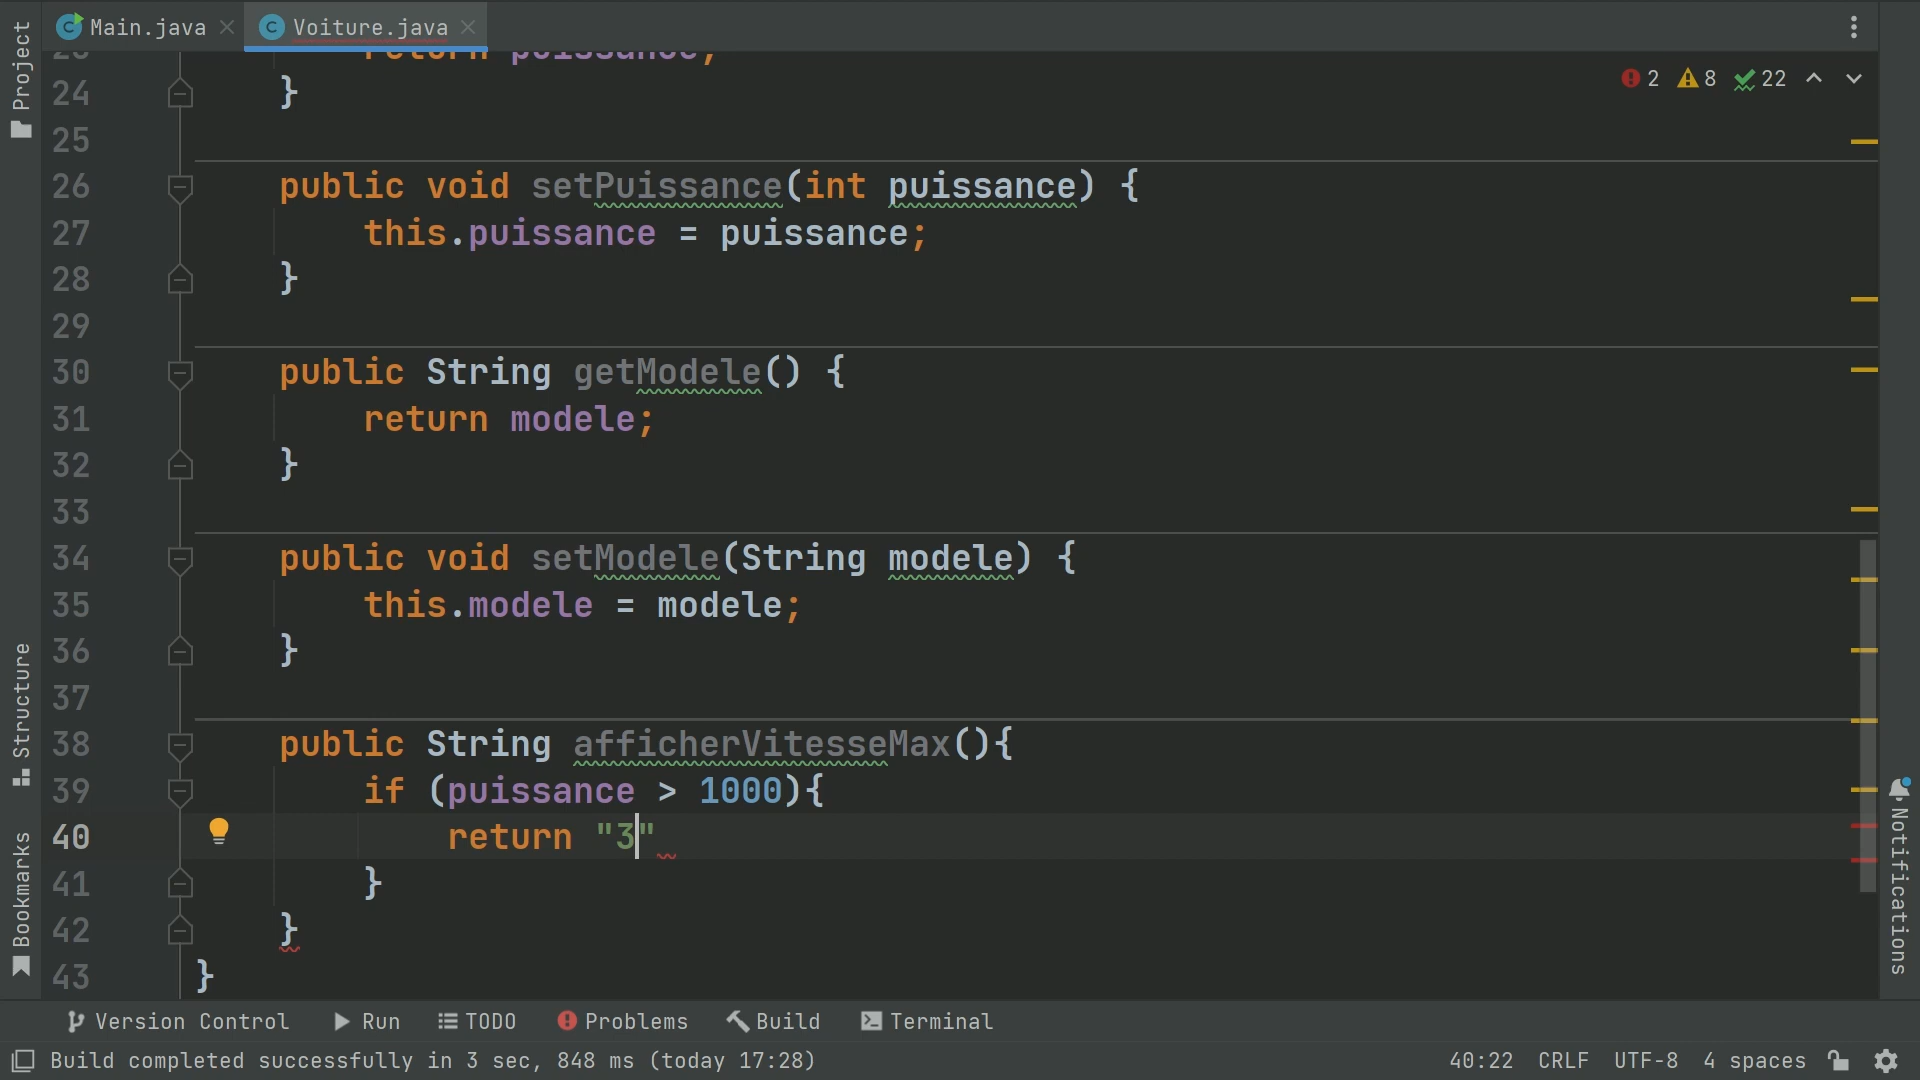 Main.java
Voiture.java
Project
2 8 22
23 return puissance;
24 }
25
26 public void setPuissance(int puissance) {
27 this.puissance = puissance;
28 }
29
30 public String getModele() {
31 return modele;
32 }
33
34 public void setModele(String modele) {
35 this.modele = modele;
36 }
37
38 public String afficherVitesseMax(){
39 if (puissance > 1000){
40 return "3"
41 }
42 }
43 }
Structure
Bookmarks
Notifications
Version Control Run TODO Problems Build Terminal
Build completed successfully in 3 sec, 848 ms (today 17:28) 40:22 CRLF UTF-8 4 spaces